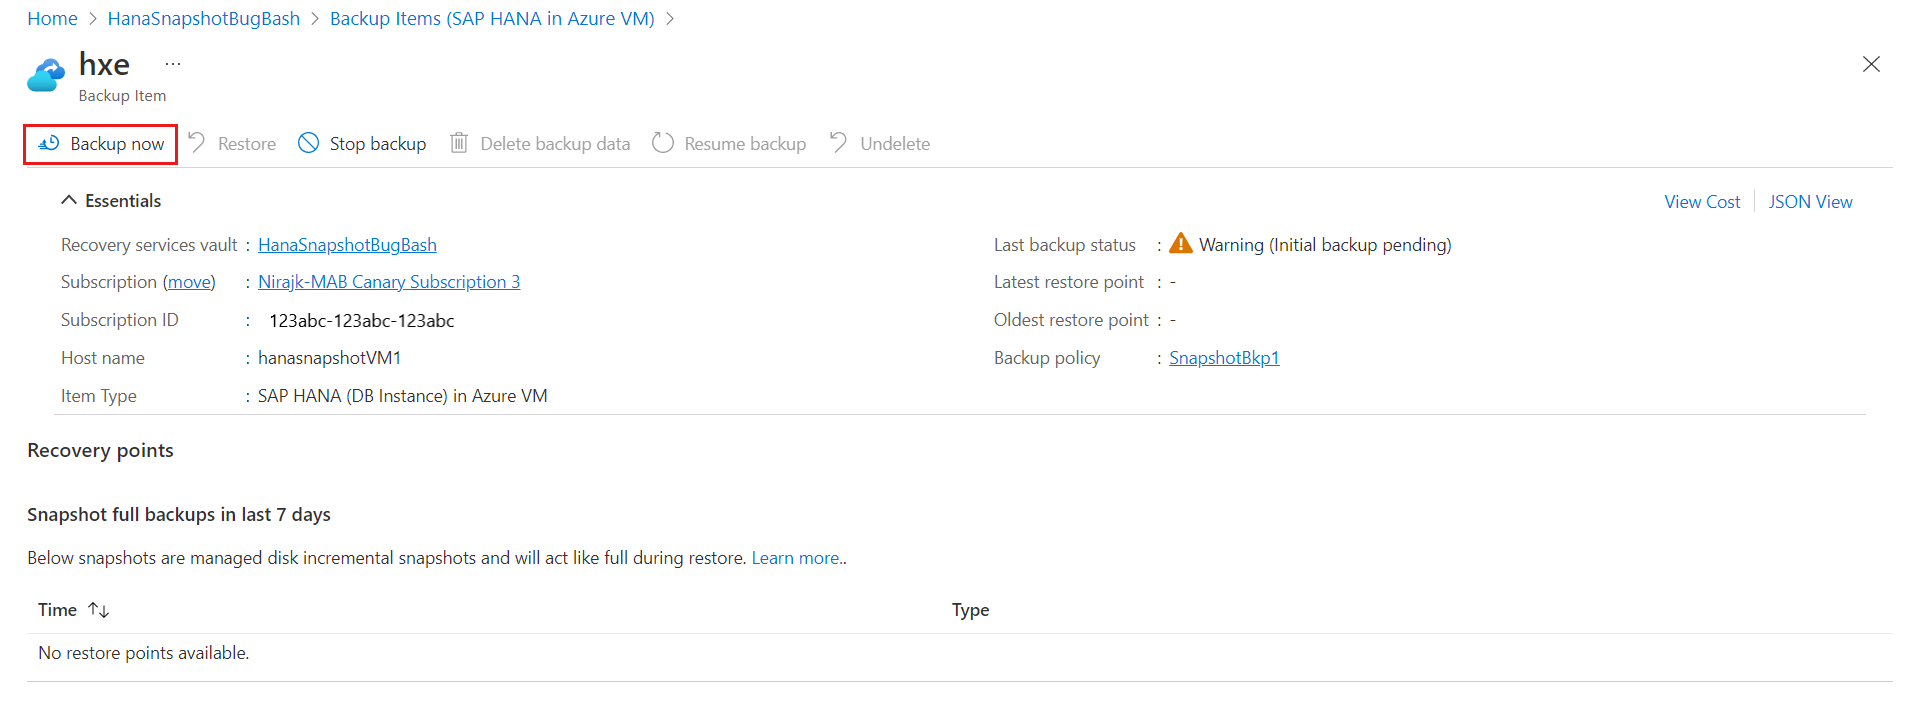 Home > HanaSnapshotBugBash > Backup Items (SAP HANA in Azure VM) >
hxe ...
Backup Item
Backup now Restore Stop backup Delete backup data Resume backup Undelete
Essentials View Cost JSON View
Recovery services vault : HanaSnapshotBugBash Last backup status : Warning (Initial backup pending)
Subscription (move) : Nirajk-MAB Canary Subscription 3 Latest restore point : -
Subscription ID : 123abc-123abc-123abc Oldest restore point : -
Host name : hanasnapshotVM1 Backup policy : SnapshotBkp1
Item Type : SAP HANA (DB Instance) in Azure VM
Recovery points
Snapshot full backups in last 7 days
Below snapshots are managed disk incremental snapshots and will act like full during restore. Learn more..
Time ↑↓ Type
No restore points available.